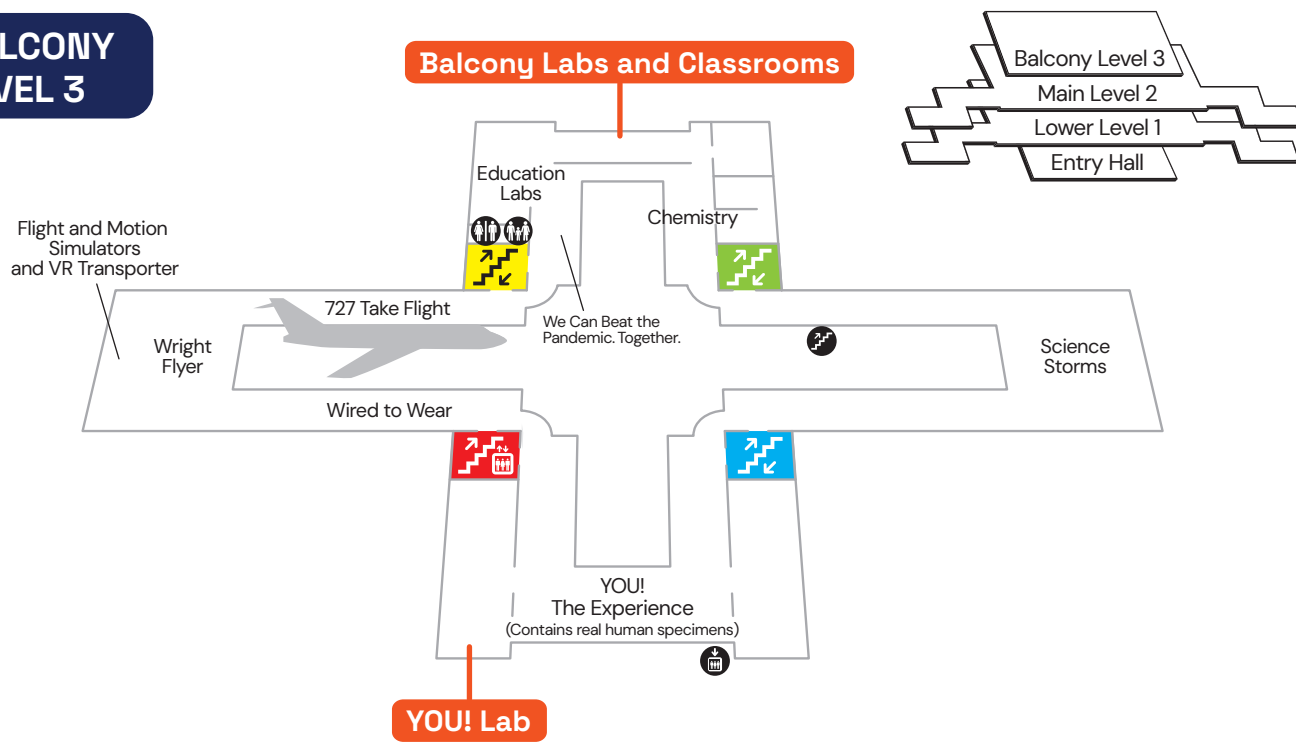 LCONY
VEL 3
Balcony Labs and Classrooms
Balcony Level 3
Main Level 2
Lower Level 1
Entry Hall
Education
Labs
Chemistry
Flight and Motion
Simulators
and VR Transporter
727 Take Flight
We Can Beat the
Pandemic. Together.
Wright
Flyer
Science
Storms
Wired to Wear
YOU!
The Experience
(Contains real human specimens)
YOU! Lab